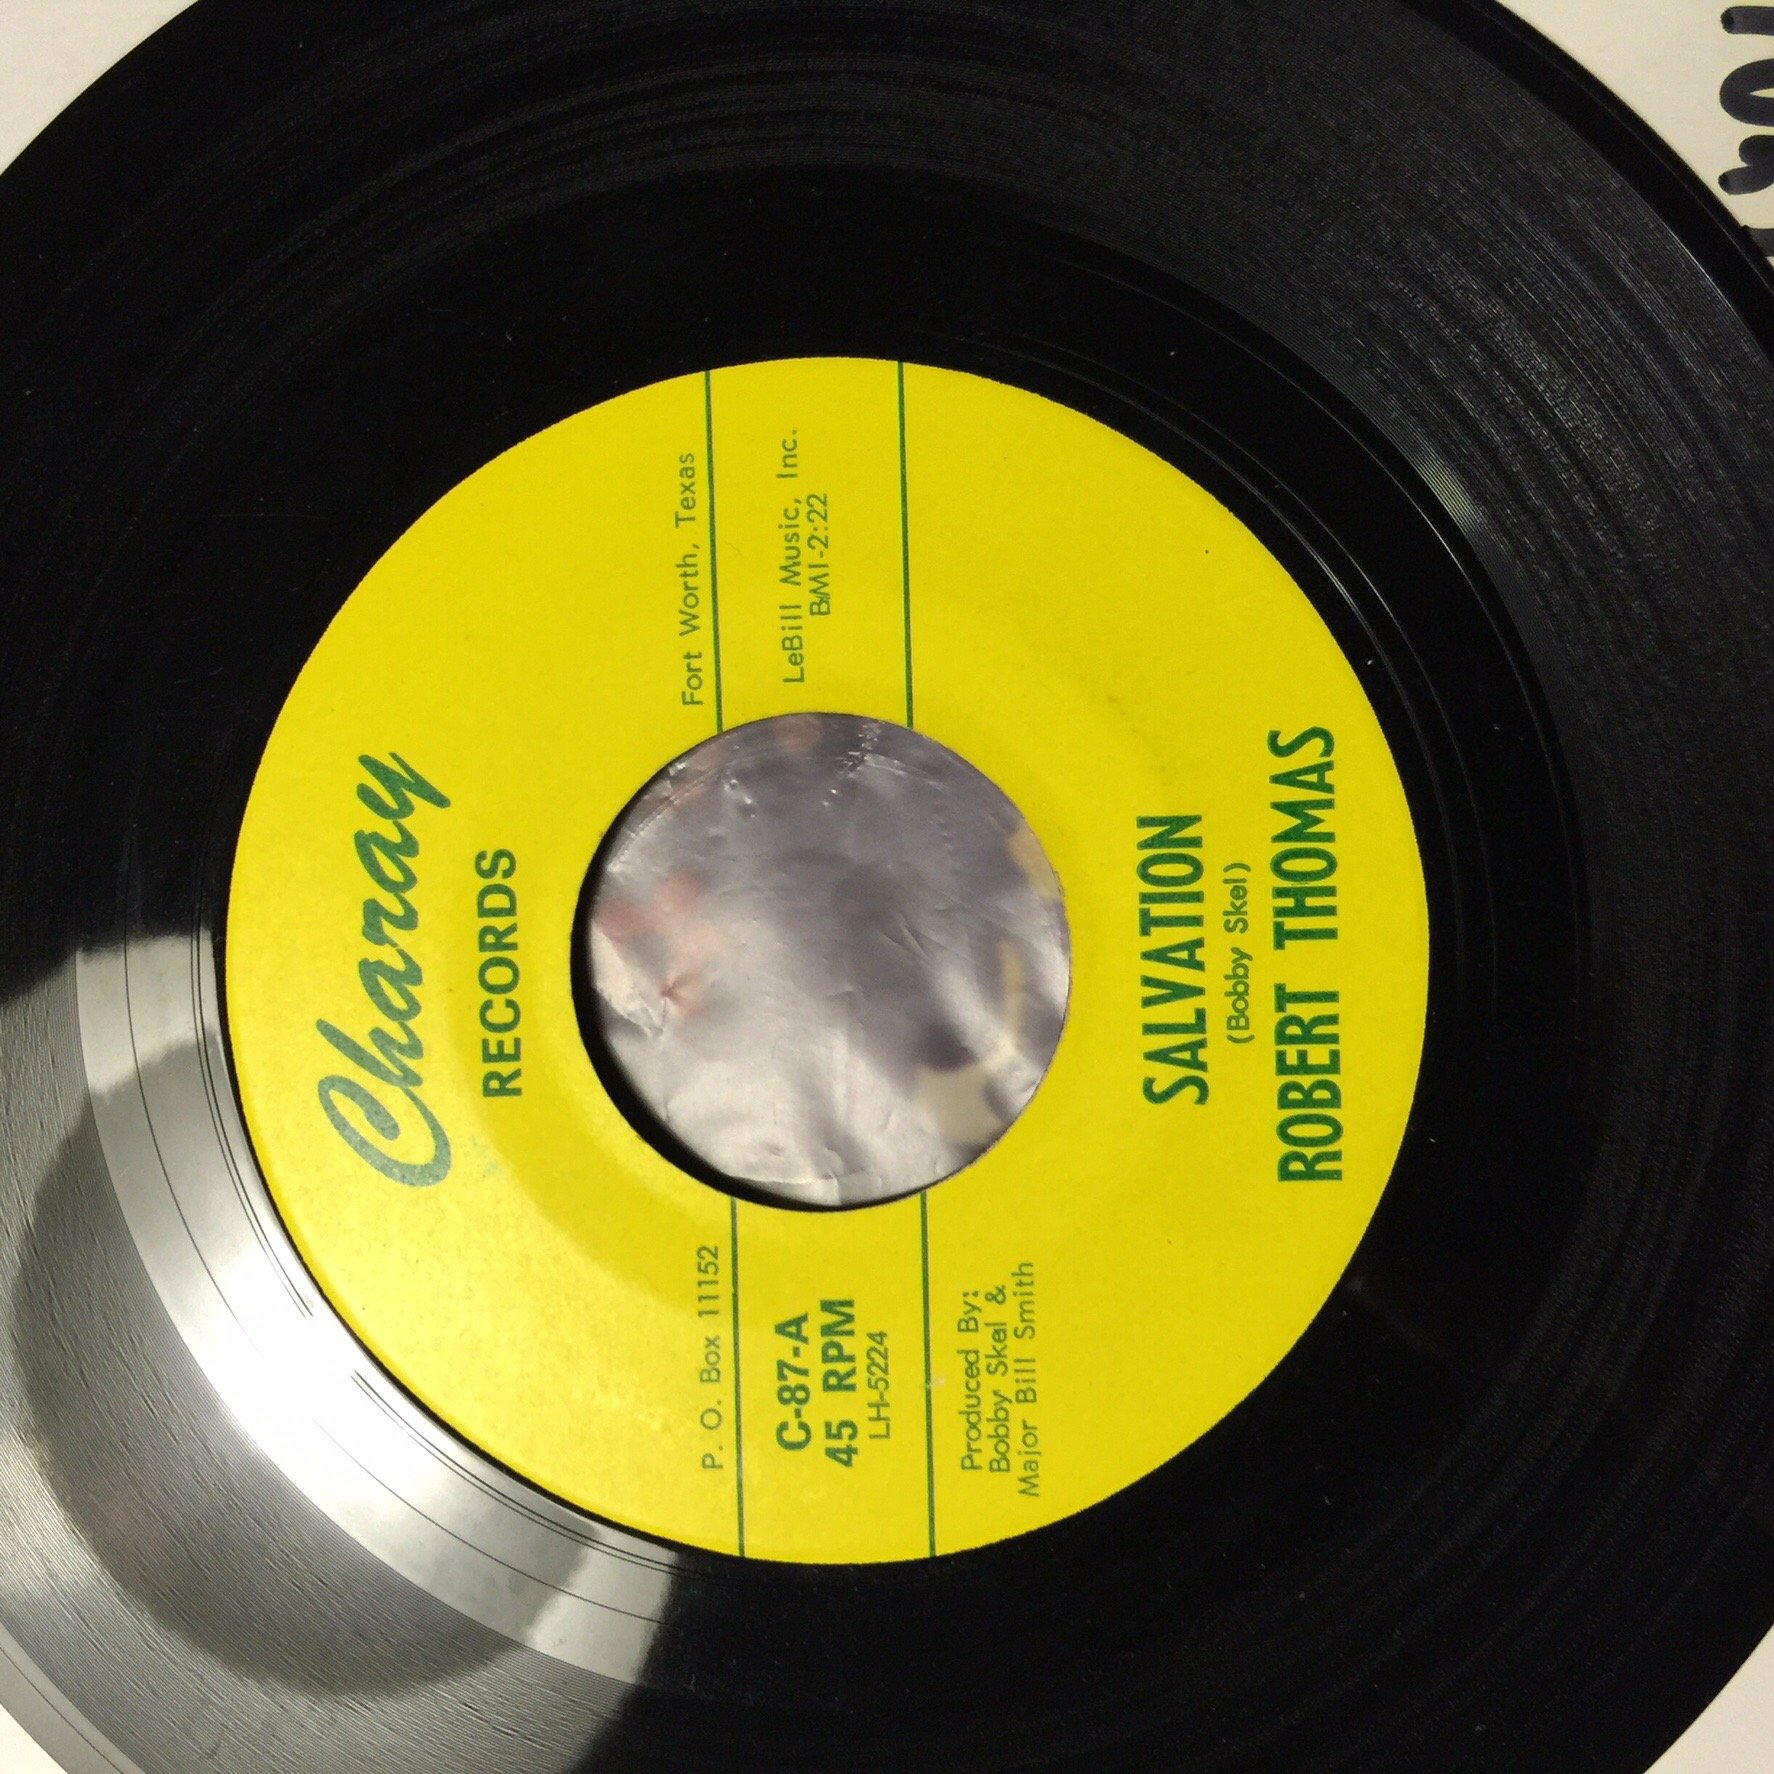 Charay
RECORDS
P. O. Box 11152
Fort Worth, Texas
C-87-A
45 RPM
LH-5224
LeBill Music, Inc.
BMI-2:22
Produced By:
Bobby Skel &
Major Bill Smith
SALVATION
(Bobby Skel)
ROBERT THOMAS